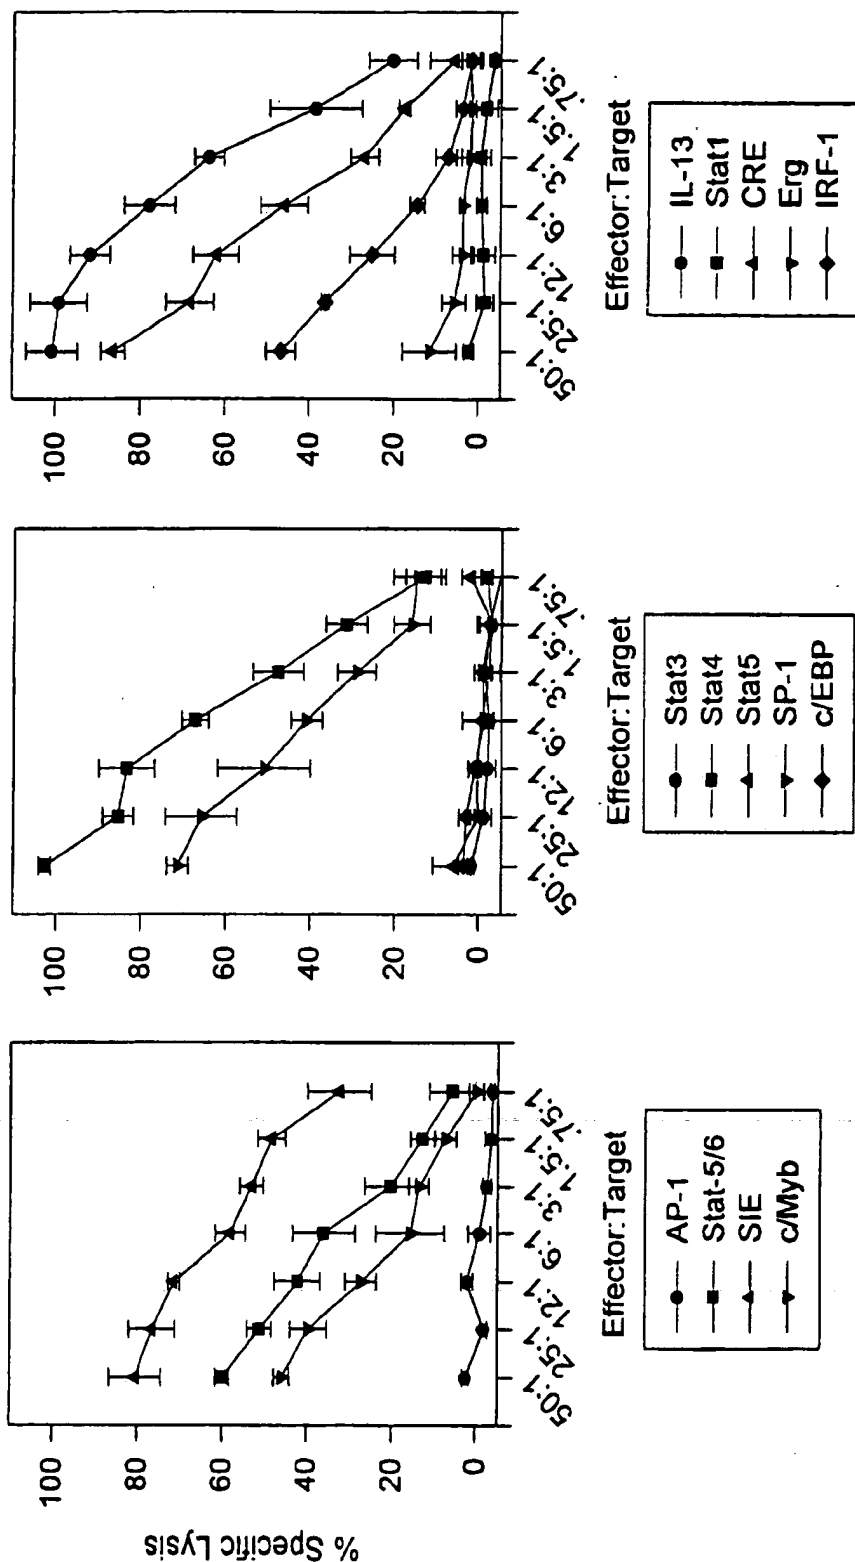 % Specific Lysis
100
80
60
40
20
0
50:1
25:1
12:1
6:1
3:1
1.5:1
.75:1
Effector:Target
AP-1
Stat-5/6
SIE
c/Myb
100
80
60
40
20
0
50:1
25:1
12:1
6:1
3:1
1.5:1
.75:1
Effector:Target
Stat3
Stat4
Stat5
SP-1
c/EBP
100
80
60
40
20
0
50:1
25:1
12:1
6:1
3:1
1.5:1
.75:1
Effector:Target
IL-13
Stat1
CRE
Erg
IRF-1